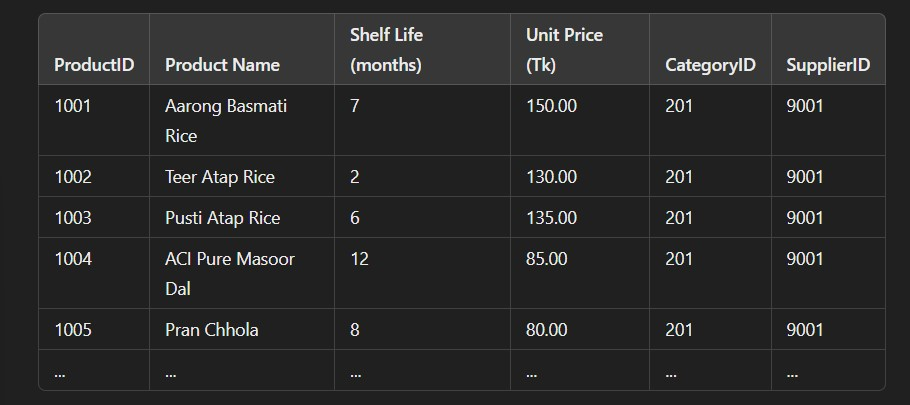 ProductID Product Name Shelf Life (months) Unit Price (Tk) CategoryID SupplierID
1001 Aarong Basmati Rice 7 150.00 201 9001
1002 Teer Atap Rice 2 130.00 201 9001
1003 Pusti Atap Rice 6 135.00 201 9001
1004 ACI Pure Masoor Dal 12 85.00 201 9001
1005 Pran Chhola 8 80.00 201 9001
... ... ... ... ... ...